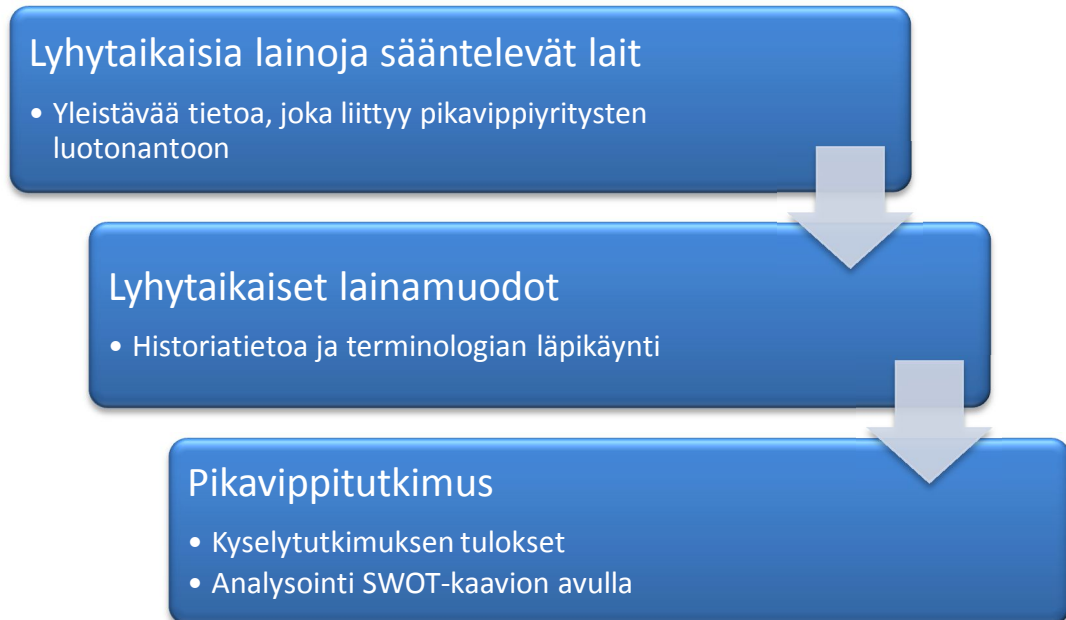 Lyhytaikaisia lainoja sääntelevät lait
• Yleistävää tietoa, joka liittyy pikavippiyritysten
luotonantoon
Lyhytaikaiset lainamuodot
• Historiatietoa ja terminologian läpikäynti
Pikavippitutkimus
• Kyselytutkimuksen tulokset
• Analysointi SWOT-kaavion avulla